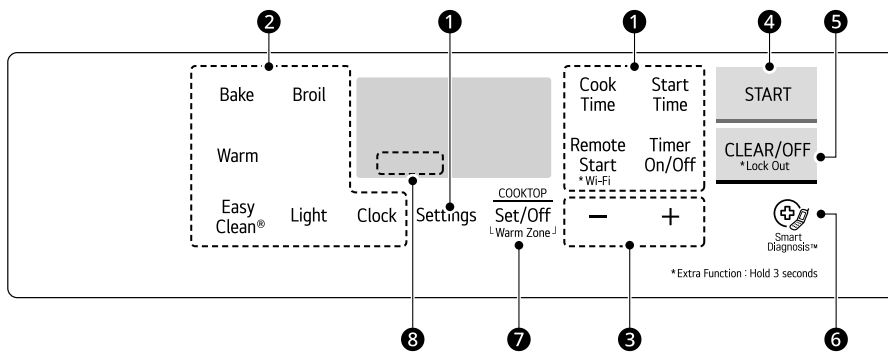 2
1
1
4
5
Bake
Broil
Cook
Time
Start
Time
START
Warm
Remote
Start
*Wi-Fi
Timer
On/Off
CLEAR/OFF
*Lock Out
Easy
Clean®
Light
Clock
Settings
COOKTOP
Set/Off
Warm Zone
−
+
Smart
Diagnosis™
*Extra Function : Hold 3 seconds
8
7
3
6